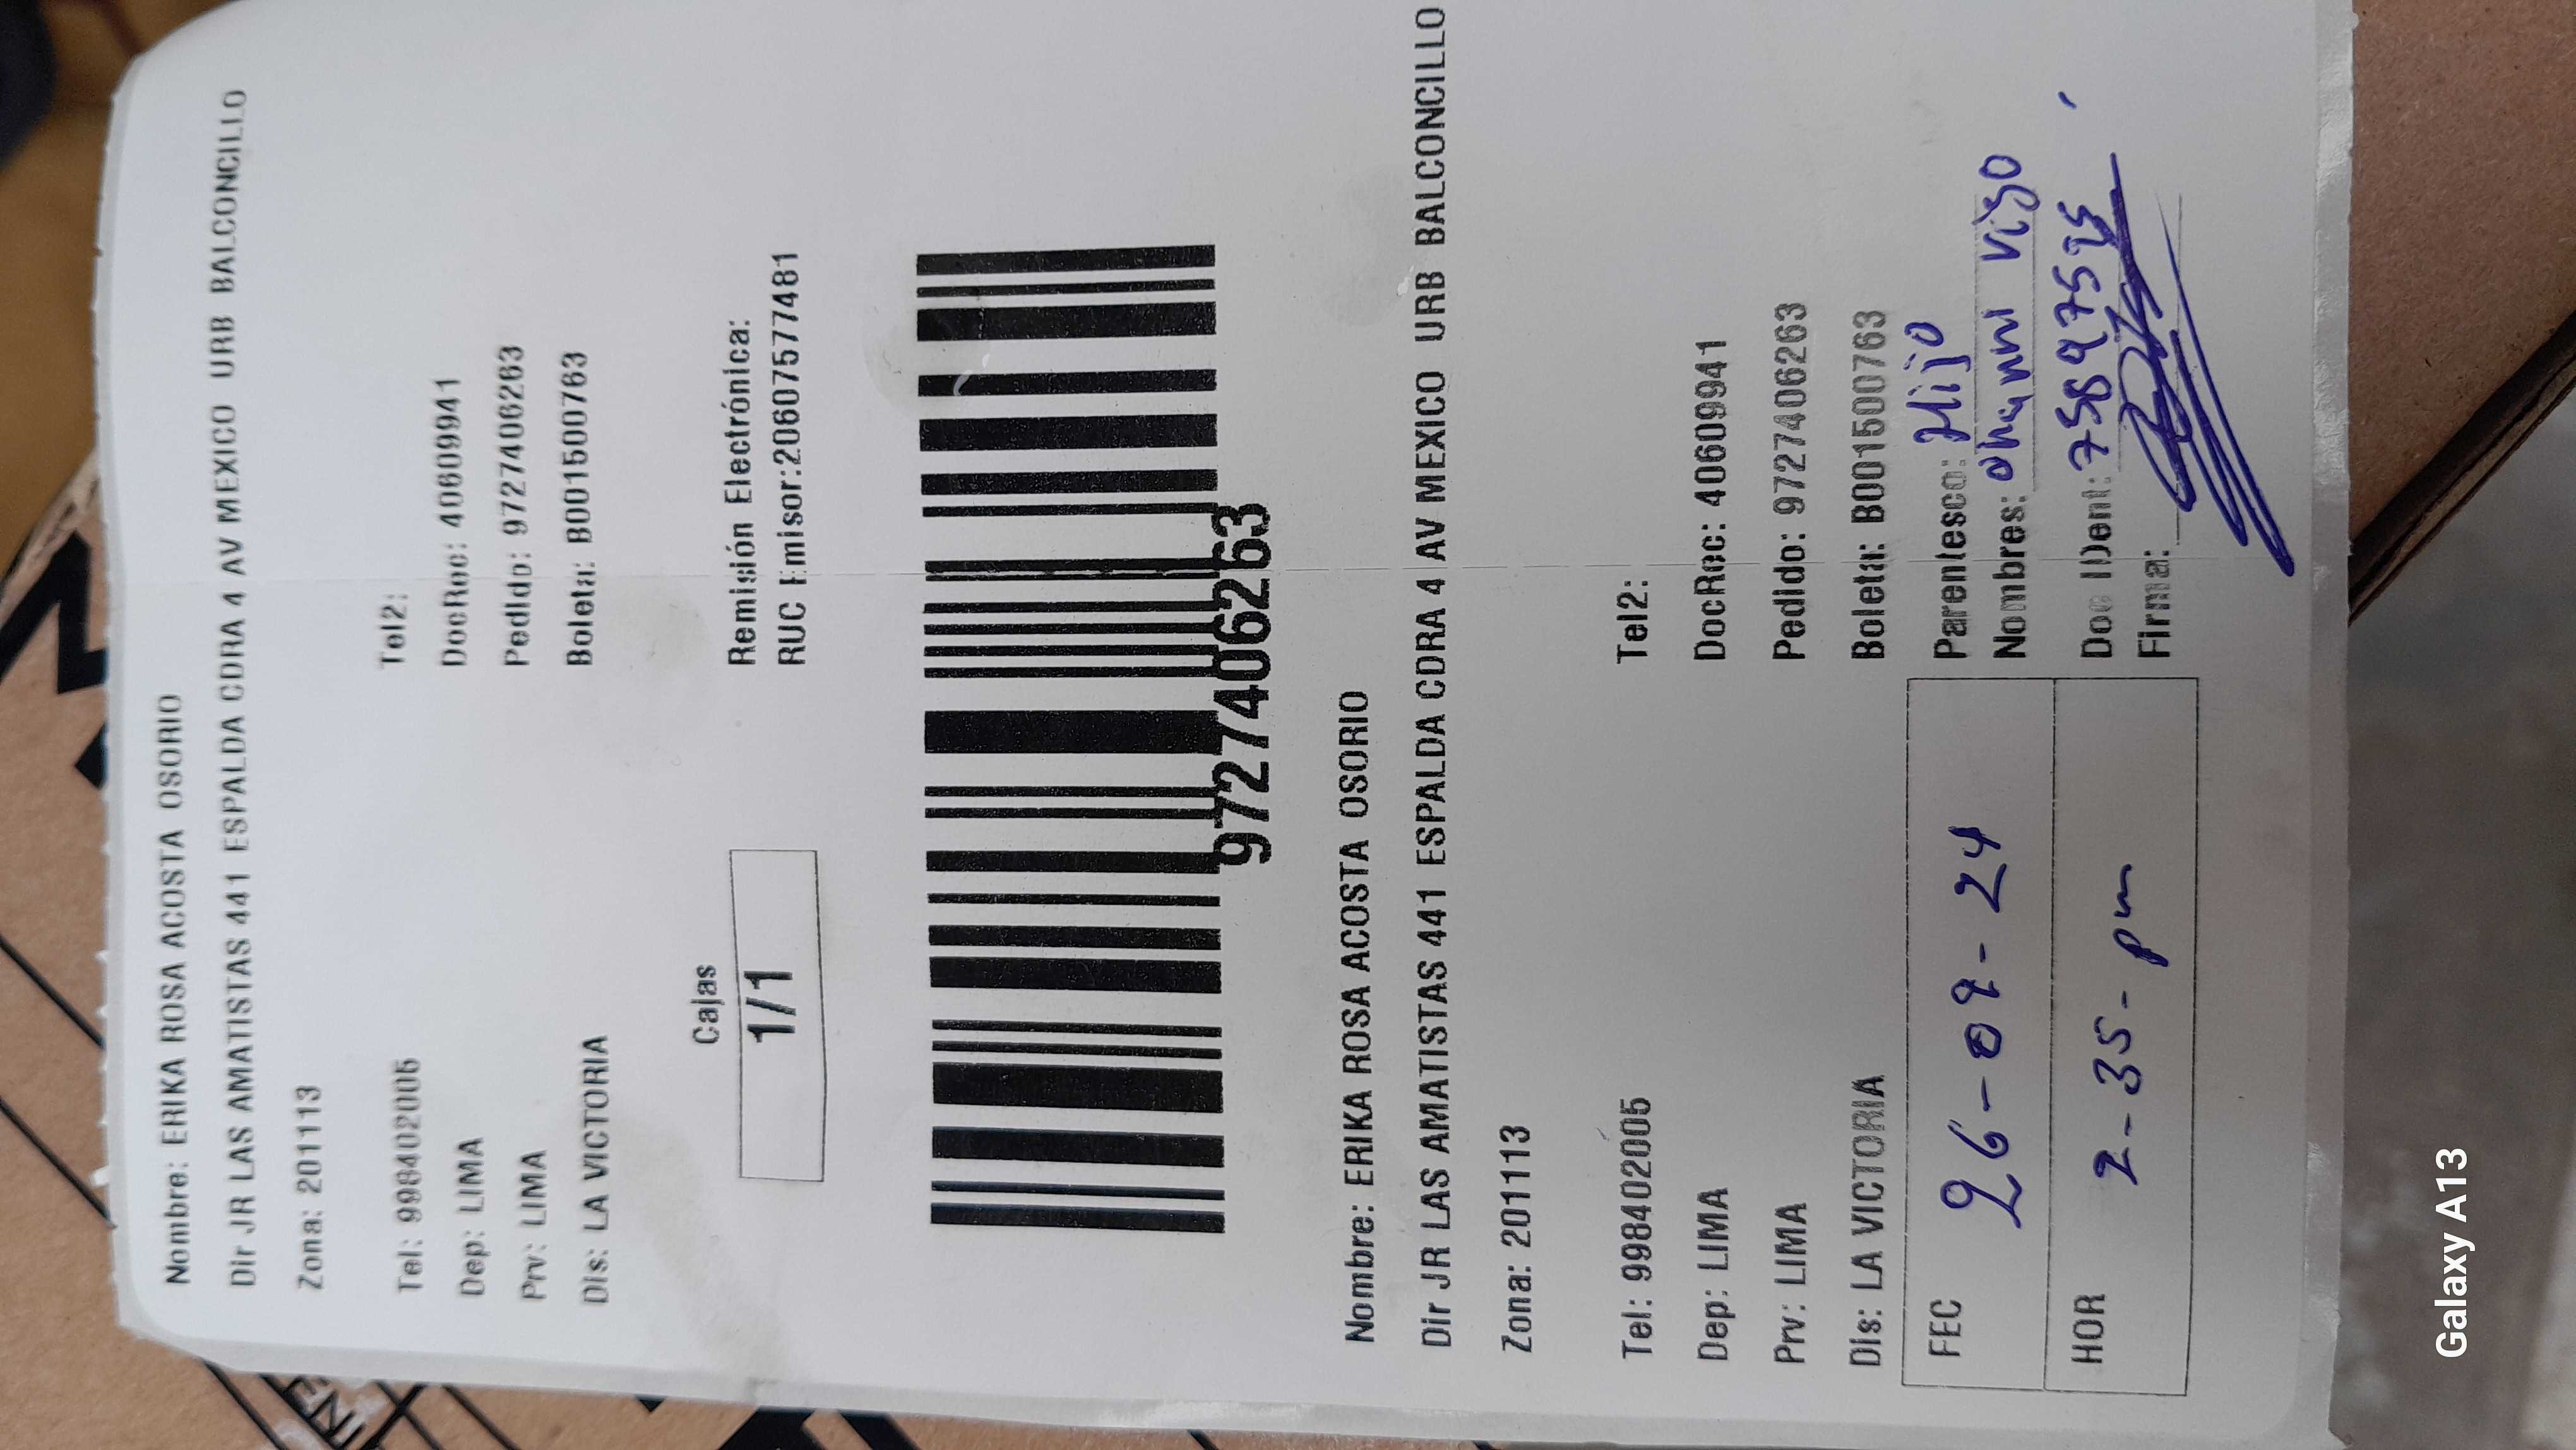 Nombre: ERIKA ROSA ACOSTA OSORIO
Dir JR LAS AMATISTAS 441 ESPALDA CDRA 4 AV MEXICO URB BALCONCILLO
Zona: 201113
Tel: 998402005 Tel2:
Dep: LIMA DocRec: 40609941
Prv: LIMA Pedido: 9727406263
Dis: LA VICTORIA Boleta: B001500763
Cajas Remisión Electrónica:
1/1 RUC Emisor:20607577481
9727406263
Nombre: ERIKA ROSA ACOSTA OSORIO
Dir JR LAS AMATISTAS 441 ESPALDA CDRA 4 AV MEXICO URB BALCONCILLO
Zona: 201113
Tel: 998402005 Tel2:
Dep: LIMA DocRec: 40609941
Prv: LIMA Pedido: 9727406263
Dis: LA VICTORIA Boleta: B001500763
FEC 26-09-24 Parentesco: Hijo
Nombres:
HOR 2-35-pm Doc IDent:
Firma:
Galaxy A13